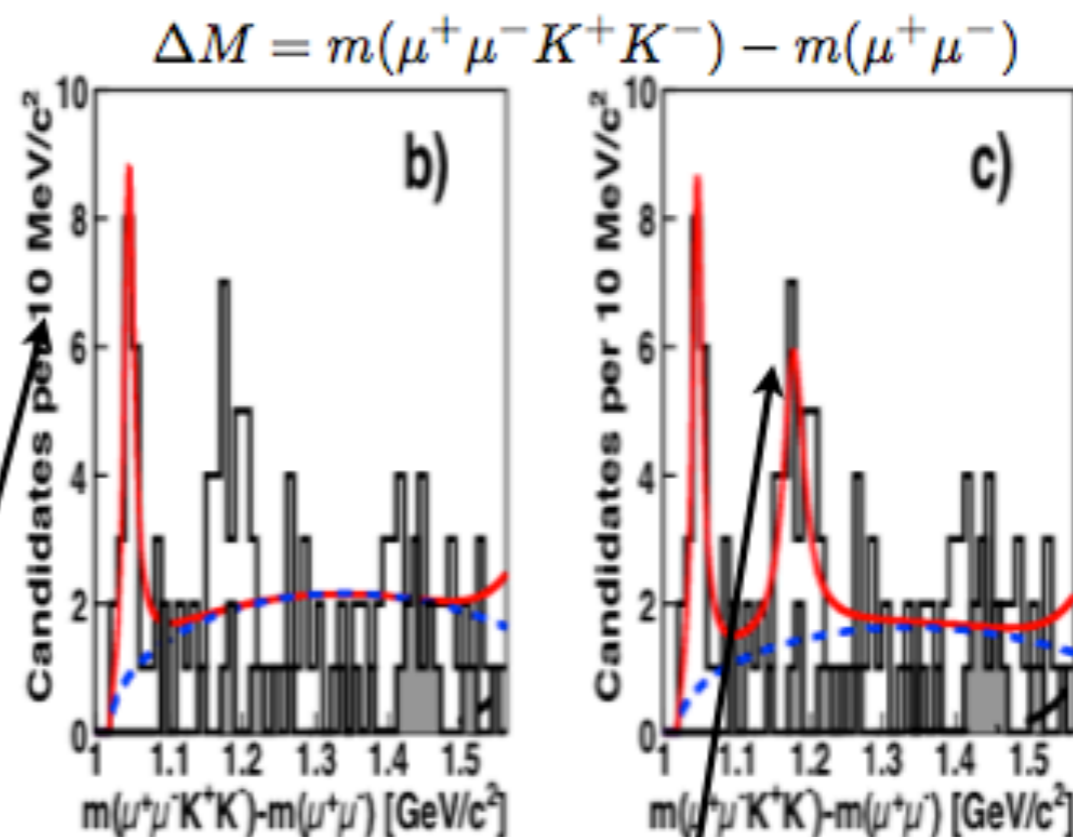 ΔM = m(μ⁺μ⁻K⁺K⁻) − m(μ⁺μ⁻)
Candidates per 10 MeV/c²
10
8
6
4
2
0
b)
1 1.1 1.2 1.3 1.4 1.5
m(μ⁺μ⁻K⁺K⁻)-m(μ⁺μ⁻) [GeV/c²]
Candidates per 10 MeV/c²
10
8
6
4
2
0
c)
1 1.1 1.2 1.3 1.4 1.5
m(μ⁺μ⁻K⁺K⁻)-m(μ⁺μ⁻) [GeV/c²]